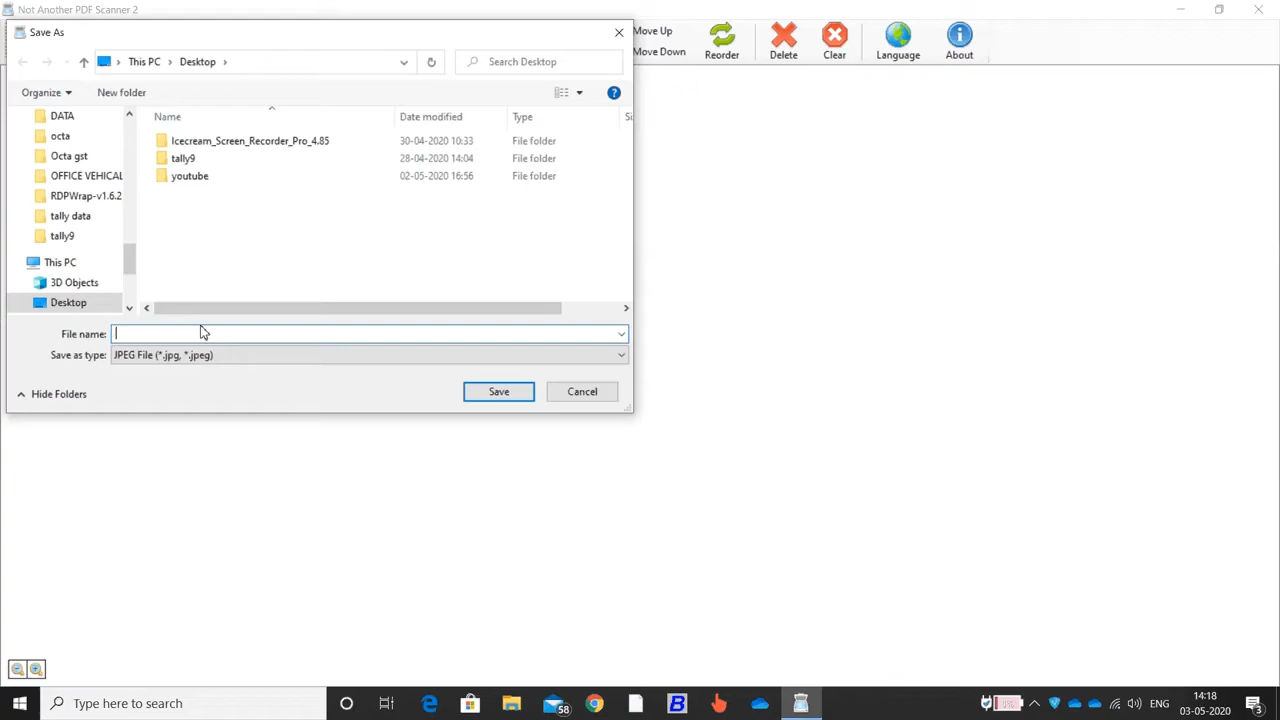 Not Another PDF Scanner 2
Save As
Move Up
Move Down
Reorder
Delete
Clear
Language
About
This PC
Desktop
Search Desktop
Organize
New folder
Name
Date modified
Type
Si
DATA
octa
Octa gst
OFFICE VEHICAL
RDPWrap-v1.6.2
tally data
tally9
This PC
3D Objects
Desktop
Icecream_Screen_Recorder_Pro_4.85 30-04-2020 10:33 File folder
tally9 28-04-2020 14:04 File folder
youtube 02-05-2020 16:56 File folder
File name:
Save as type: JPEG File (*.jpg, *.jpeg)
Hide Folders
Save
Cancel
Type here to search
58
ENG
14:18
03-05-2020
3